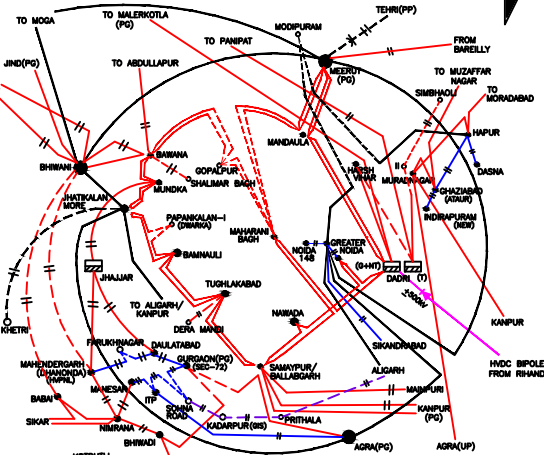 TO MOGA
TO MALERKOTLA
(PG)
MODIPURAM
TEHRI(PP)
TO PANIPAT
FROM
BAREILLY
JIND(PG)
TO ABDULLAPUR
MEERUT
(PG)
TO MUZAFFAR
NAGAR
SIMBHAOLI
TO
MORADABAD
MANDAULA
HAPUR
BHIWANI
BAWANA
GOPALPUR
SHALIMAR BAGH
MUNDKA
HARSH
VIHAR
II
MURADNAGAR
DASNA
GHAZIABAD
(ATAUR)
INDIRAPURAM
(NEW)
JHATIKALAN
MORE
PAPANKALAN-I
(DWARKA)
MAHARANI
BAGH
NOIDA
148
GREATER
NOIDA
BAMNAULI
(G+NT)
DADRI
(T)
JHAJJAR
TUGHLAKABAD
±500KV
TO ALIGARH/
KANPUR
NAWADA
KANPUR
KHETRI
DERA MANDI
SIKANDRABAD
FARUKHNAGAR
DAULATABAD
HVDC BIPOLE
FROM RIHAND
MAHENDERGARH
(DHANONDA)
(HVPNL)
GURGAON(PG)
(SEC-72)
SAMAYPUR/
BALLABGARH
ALIGARH
MANESAR
BABAI
ITP
SOHNA
ROAD
MAINPURI
SIKAR
NIMRANA
KADARPUR(GIS)
PRITHALA
KANPUR
(PG)
BHIWADI
AGRA(PG)
AGRA(UP)